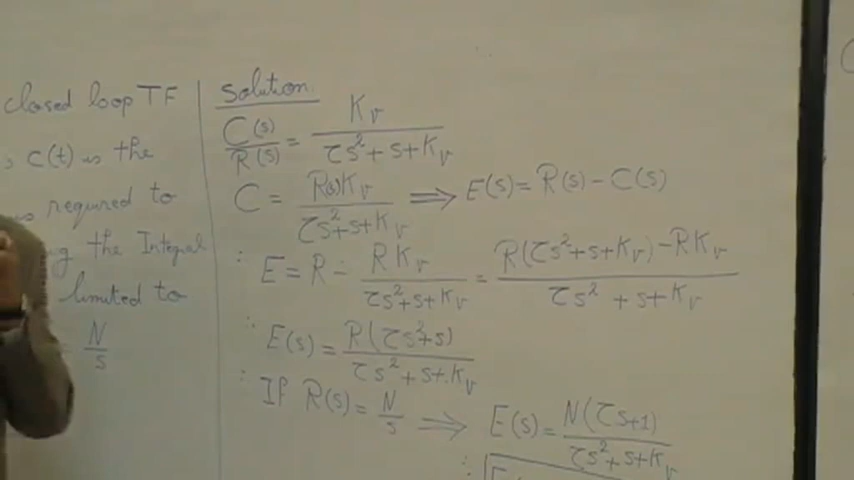 closed loop TF
, c(t) is the
is required to
the Integral
limited to
N/s
Solution.
C(s)/R(s) = Kv/(τs²+s+Kv)
C = R(s)Kv/(τs²+s+Kv) ⟹ E(s) = R(s) - C(s)
∴ E = R - RKv/(τs²+s+Kv) = (R(τs²+s+Kv) - RKv)/(τs²+s+Kv)
∴ E(s) = R(τs²+s)/(τs²+s+Kv)
∴ If R(s) = N/s ⟹ E(s) = N(τs+1)/(τs²+s+Kv)
∴